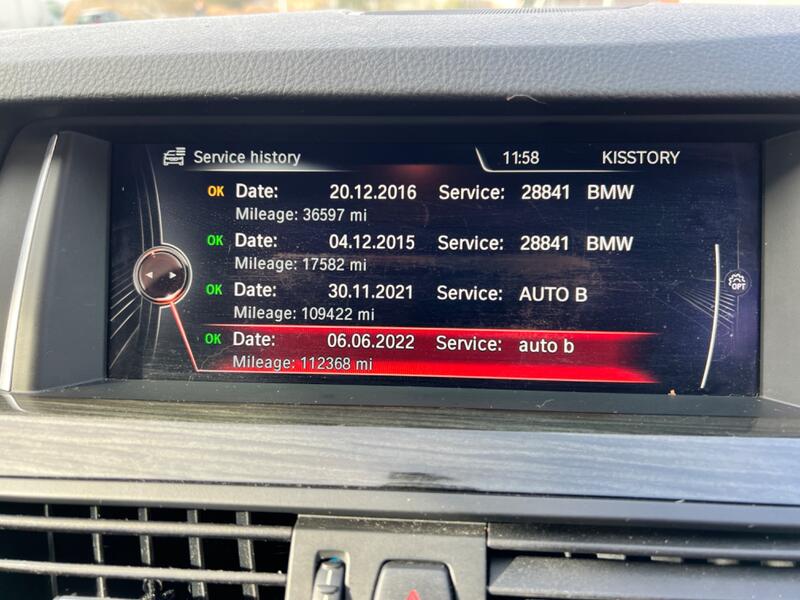 Service history 11:58 KISSTORY
OK Date: 20.12.2016 Service: 28841 BMW
Mileage: 36597 mi
OK Date: 04.12.2015 Service: 28841 BMW
Mileage: 17582 mi
OK Date: 30.11.2021 Service: AUTO B
Mileage: 109422 mi
OK Date: 06.06.2022 Service: auto b
Mileage: 112368 mi
OPT